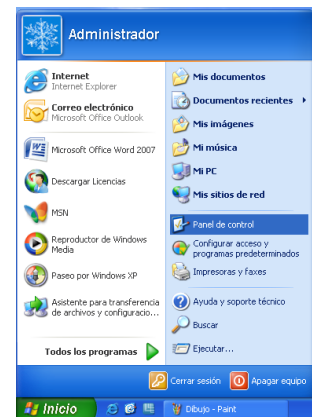 Administrador
Internet
Internet Explorer
Correo electrónico
Microsoft Office Outlook
Microsoft Office Word 2007
Descargar Licencias
MSN
Reproductor de Windows
Media
Paseo por Windows XP
Asistente para transferencia
de archivos y configuracio...
Todos los programas
Mis documentos
Documentos recientes
Mis imágenes
Mi música
Mi PC
Mis sitios de red
Panel de control
Configurar acceso y
programas predeterminados
Impresoras y faxes
Ayuda y soporte técnico
Buscar
Ejecutar...
Cerrar sesión
Apagar equipo
Inicio
Dibujo - Paint